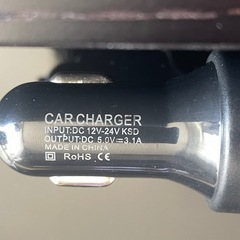 CAR CHARGER
INPUT:DC 12V-24V KSD
OUTPUT:DC 5.0V⎓3.1A
MADE IN CHINA
RoHS CE